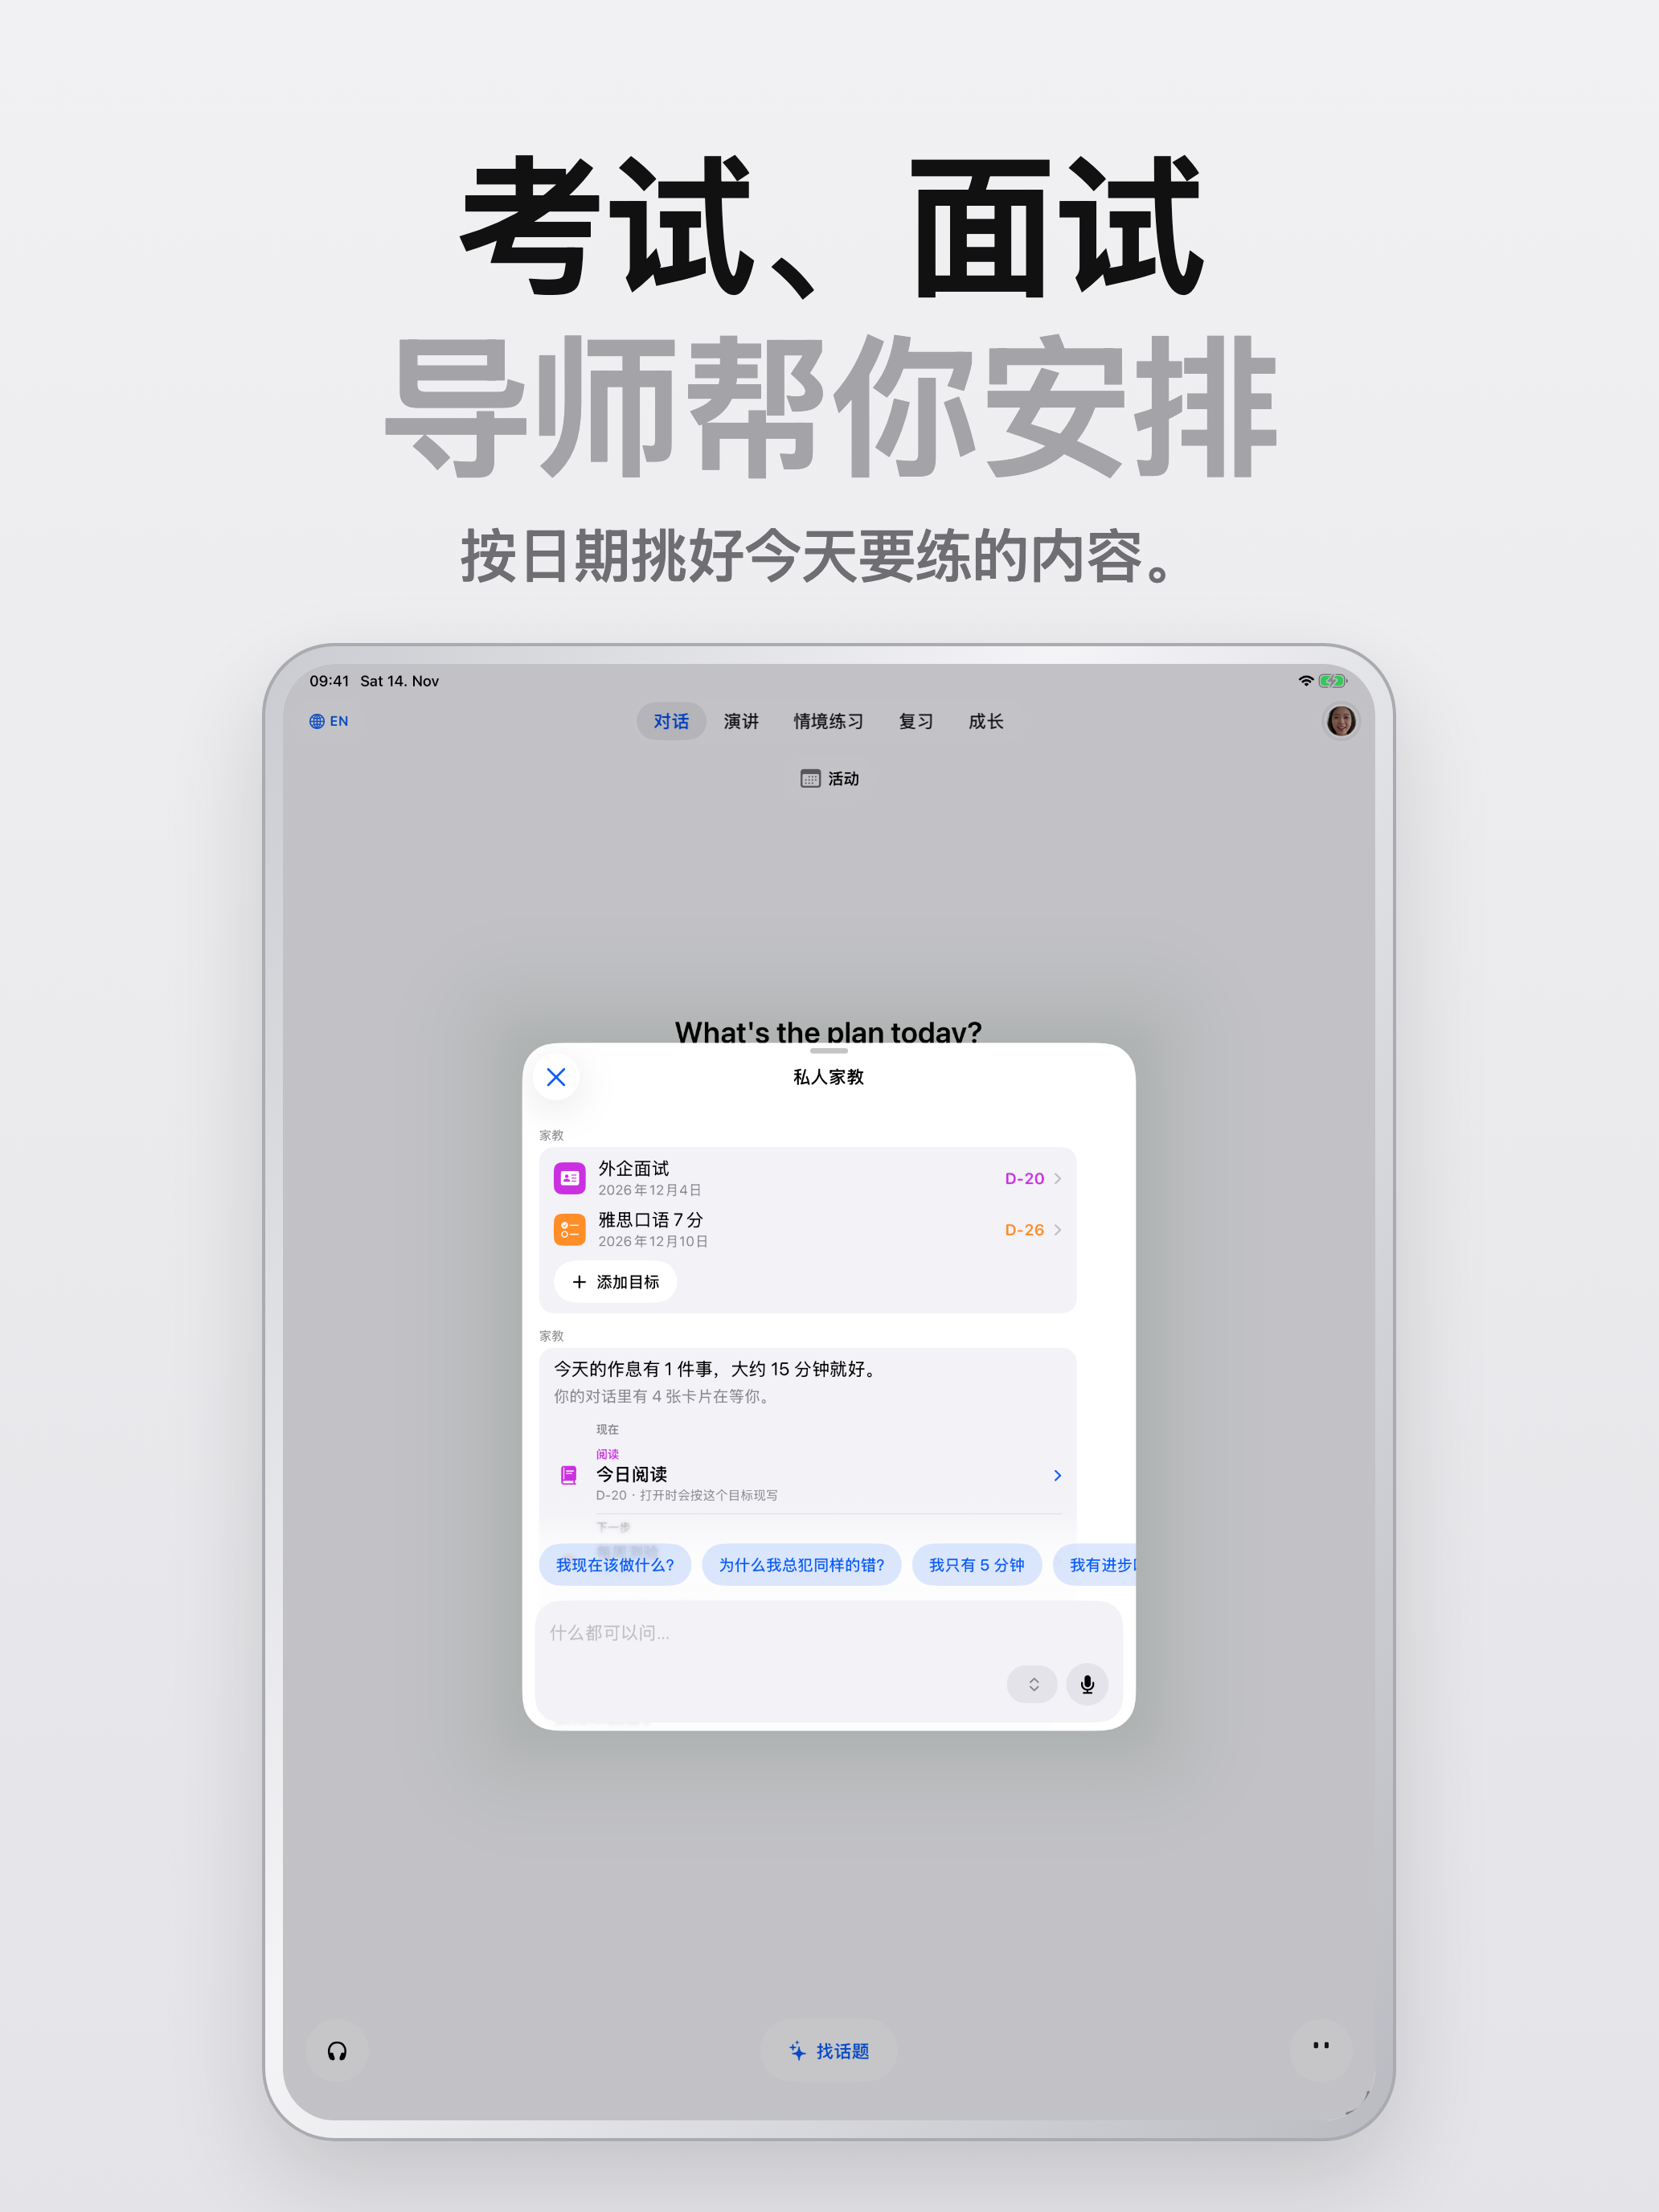 考试、面试
导师帮你安排
按日期挑好今天要练的内容。
09:41 Sat 14. Nov
EN
对话 演讲 情境练习 复习 成长
活动
What's the plan today?
私人家教
家教
外企面试
2026年12月4日
D-20
雅思口语 7 分
2026年12月10日
D-26
添加目标
家教
今天的作息有 1 件事，大约 15 分钟就好。
你的对话里有 4 张卡片在等你。
现在
阅读
今日阅读
D-20 · 打开时会按这个目标现写
下一步
我现在该做什么? 为什么我总犯同样的错? 我只有 5 分钟 我有进步
什么都可以问...
找话题